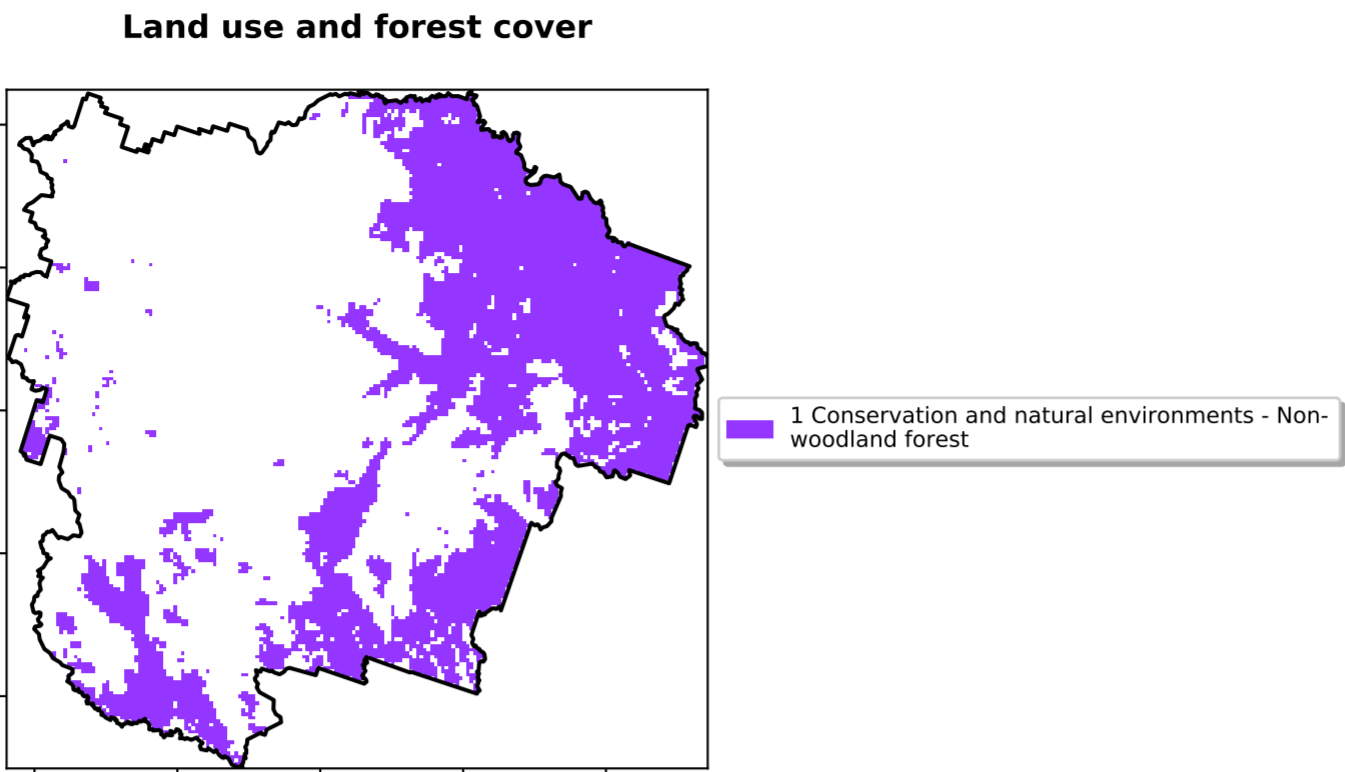 Land use and forest cover
1 Conservation and natural environments - Non-
woodland forest